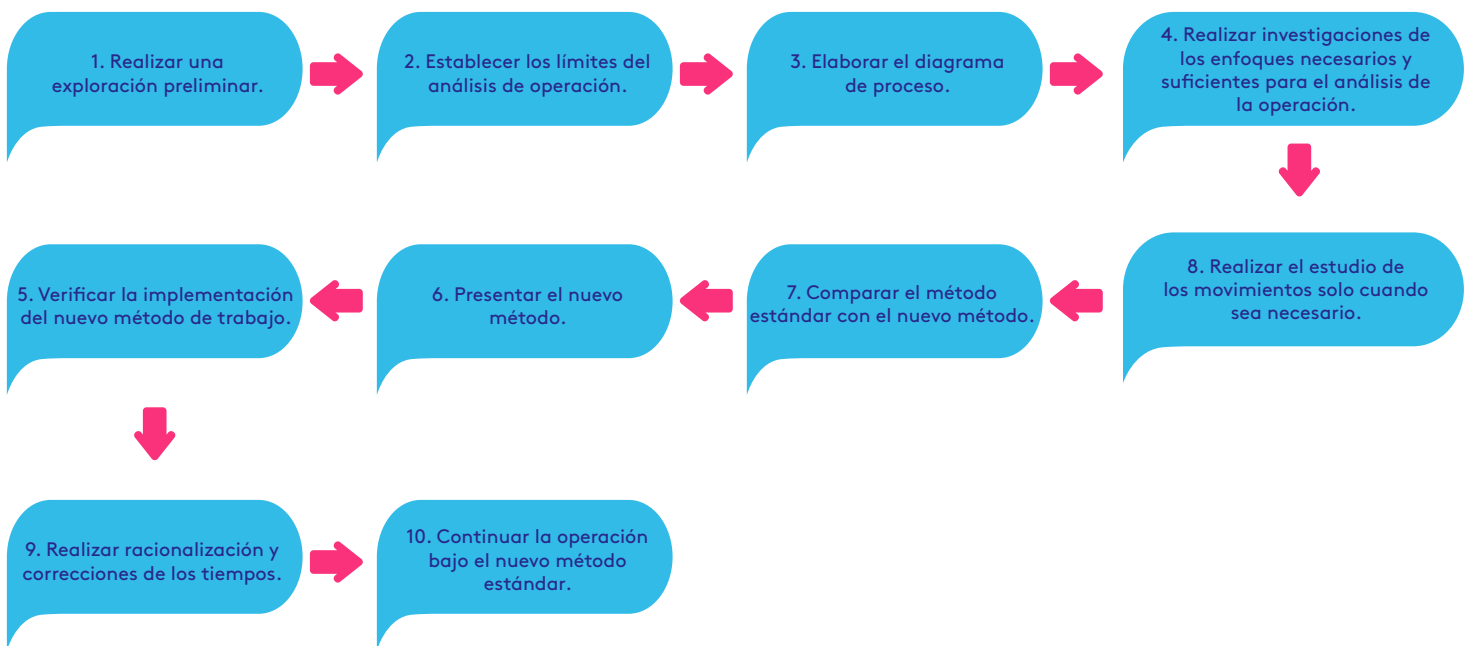 1. Realizar una
exploración preliminar.
2. Establecer los límites del
análisis de operación.
3. Elaborar el diagrama
de proceso.
4. Realizar investigaciones de
los enfoques necesarios y
suficientes para el análisis de
la operación.
8. Realizar el estudio de
los movimientos solo cuando
sea necesario.
7. Comparar el método
estándar con el nuevo método.
6. Presentar el nuevo
método.
5. Verificar la implementación
del nuevo método de trabajo.
9. Realizar racionalización y
correcciones de los tiempos.
10. Continuar la operación
bajo el nuevo método
estándar.